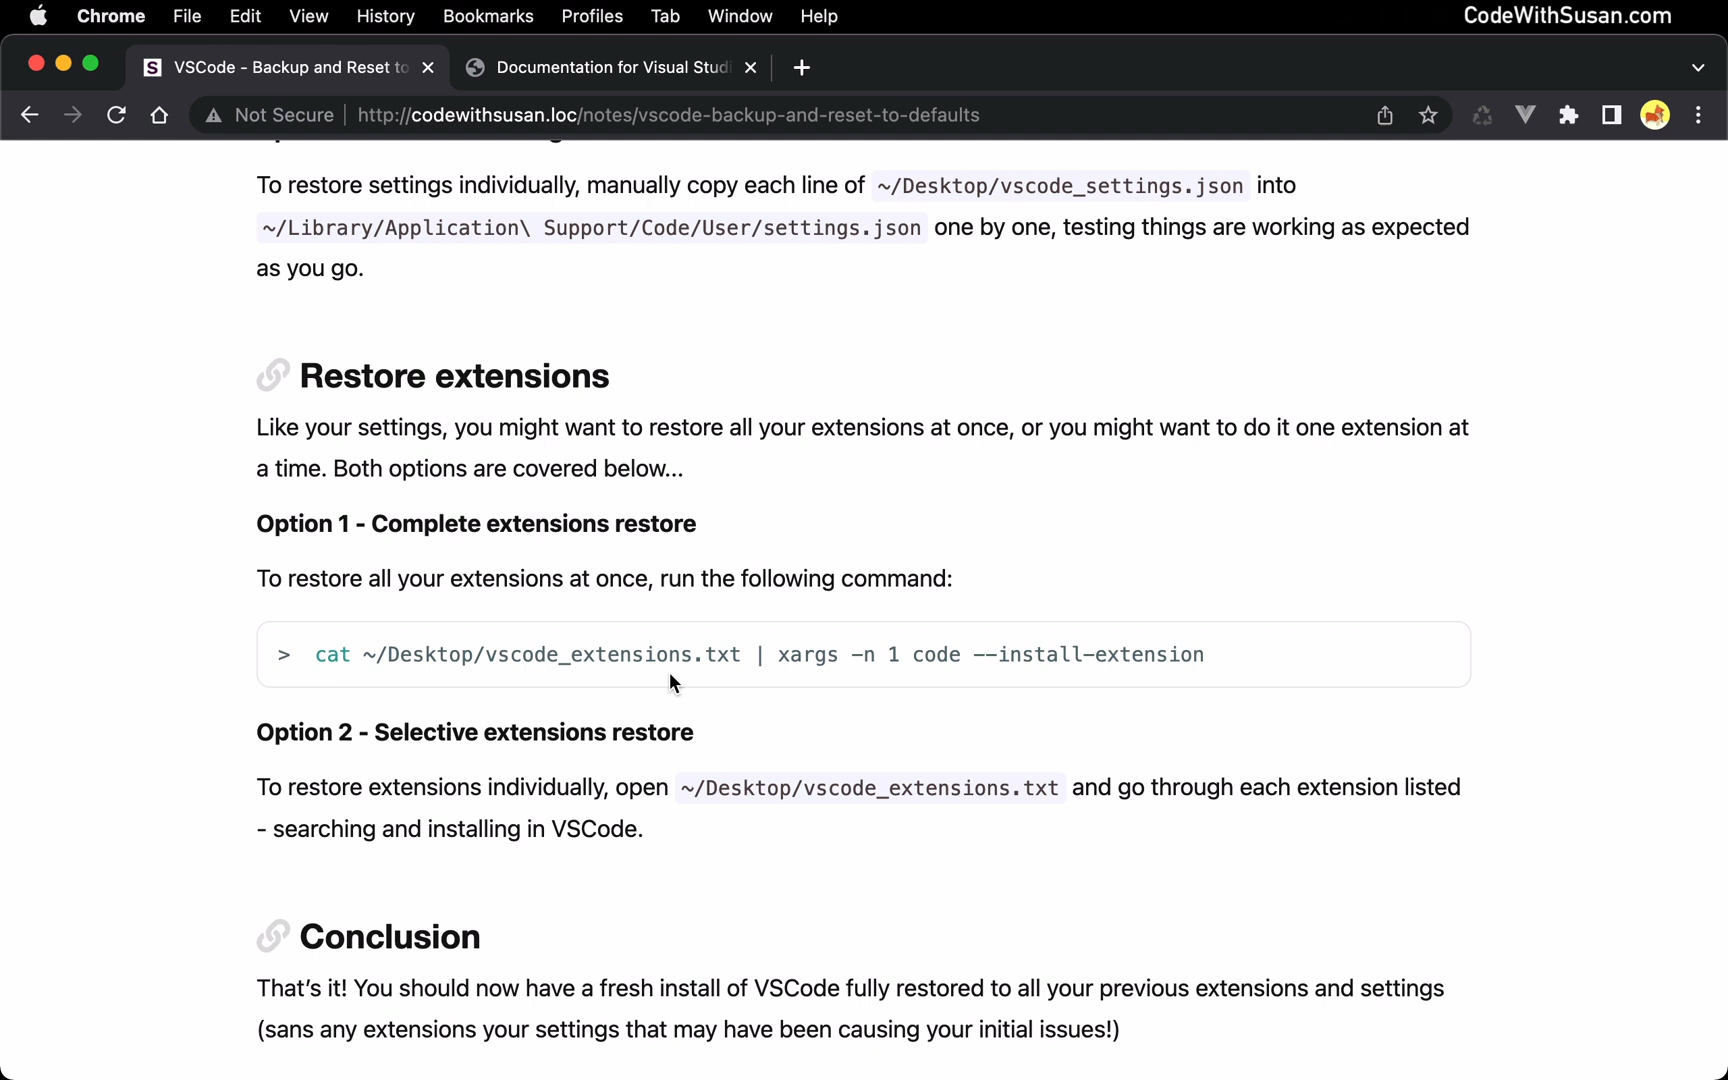 Chrome File Edit View History Bookmarks Profiles Tab Window Help CodeWithSusan.com
S VSCode - Backup and Reset to Documentation for Visual Studi
Not Secure http://codewithsusan.loc/notes/vscode-backup-and-reset-to-defaults
To restore settings individually, manually copy each line of ~/Desktop/vscode_settings.json into
~/Library/Application\ Support/Code/User/settings.json one by one, testing things are working as expected
as you go.
Restore extensions
Like your settings, you might want to restore all your extensions at once, or you might want to do it one extension at
a time. Both options are covered below...
Option 1 - Complete extensions restore
To restore all your extensions at once, run the following command:
> cat ~/Desktop/vscode_extensions.txt | xargs -n 1 code --install-extension
Option 2 - Selective extensions restore
To restore extensions individually, open ~/Desktop/vscode_extensions.txt and go through each extension listed
- searching and installing in VSCode.
Conclusion
That's it! You should now have a fresh install of VSCode fully restored to all your previous extensions and settings
(sans any extensions your settings that may have been causing your initial issues!)